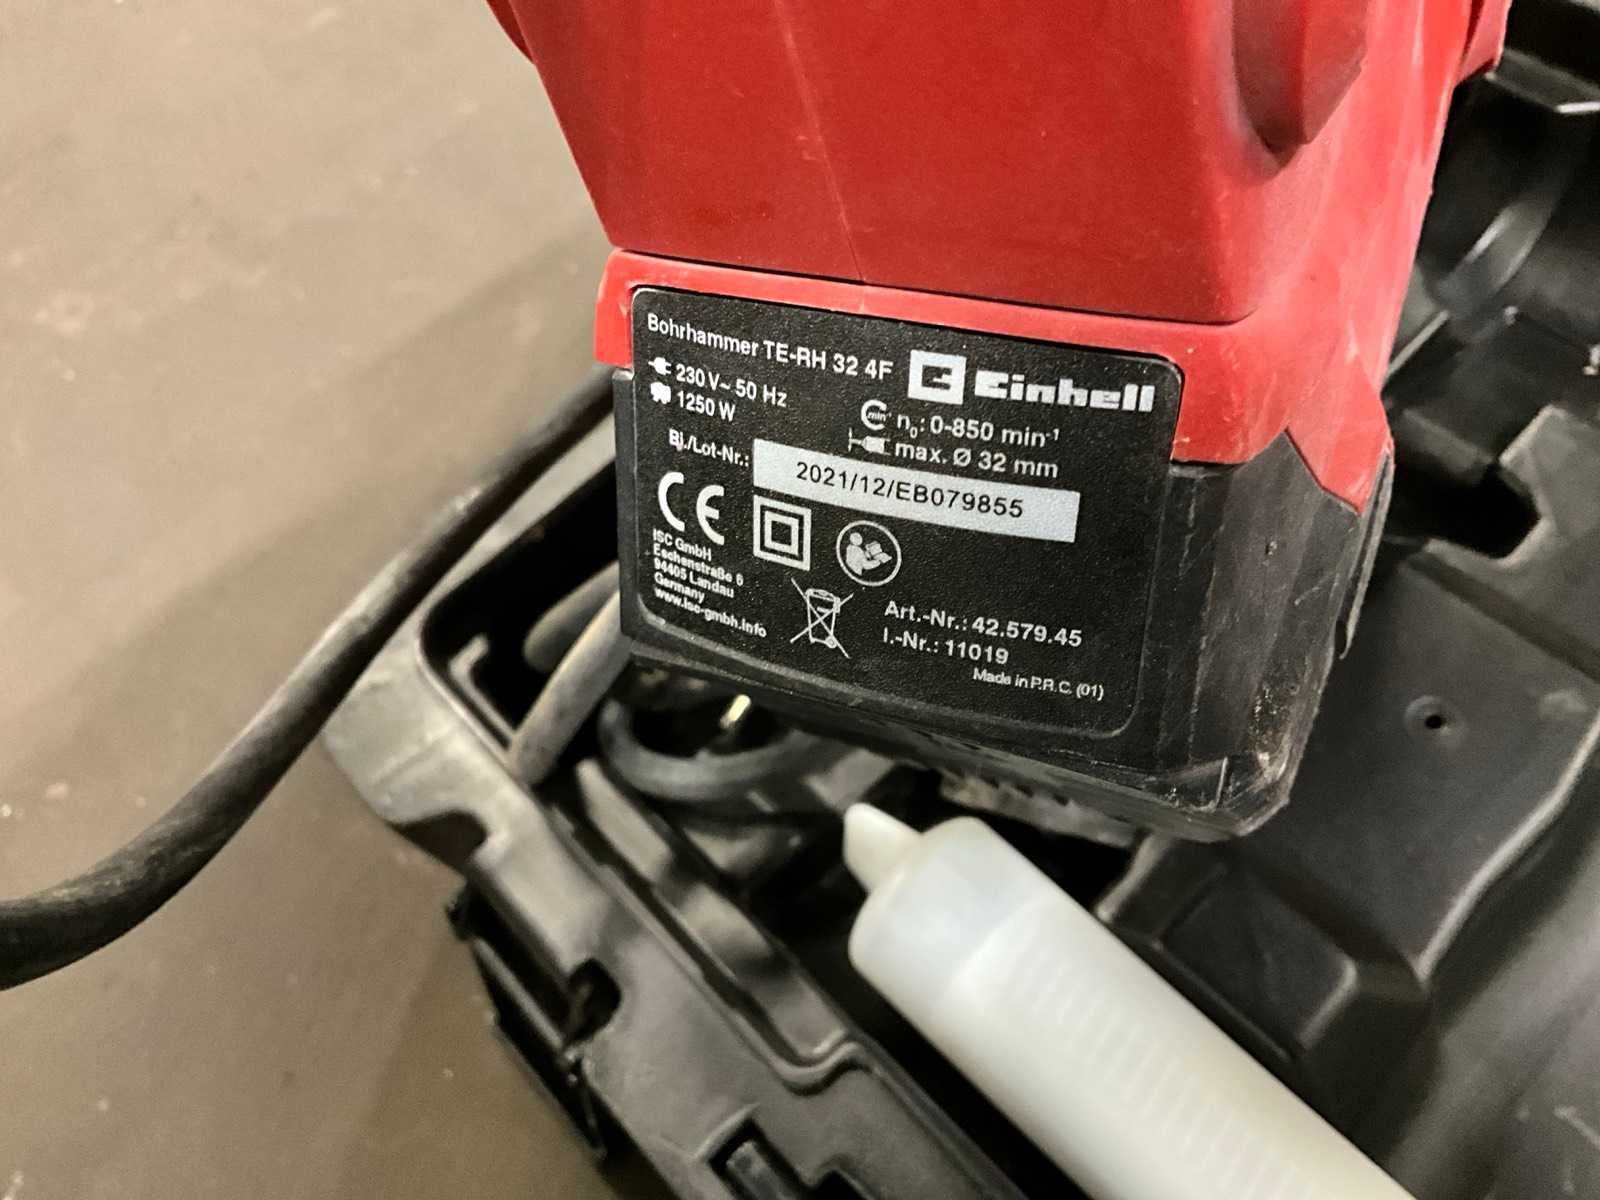 Bohrhammer TE-RH 32 4F
Einhell
230 V~ 50 Hz
1250 W
min⁻¹ n₀: 0-850 min⁻¹
max. Ø 32 mm
Bj./Lot-Nr.: 2021/12/EB079855
CE
ISC GmbH
Eschenstraße 6
94405 Landau
Germany
www.isc-gmbh.info
Art.-Nr.: 42.579.45
I.-Nr.: 11019
Made in P.R.C. (01)